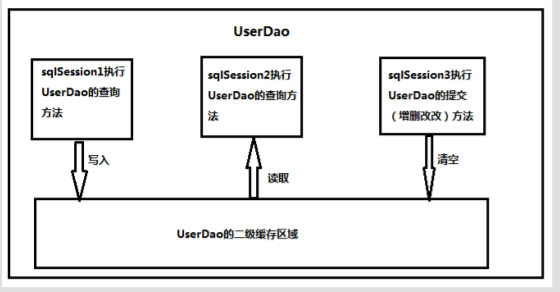 UserDao
sqlSession1执行
UserDao的查询
方法
sqlSession2执行
UserDao的查询方
法
sqlSession3执行
UserDao的提交
（增删改改）方法
写入
读取
清空
UserDao的二级缓存区域